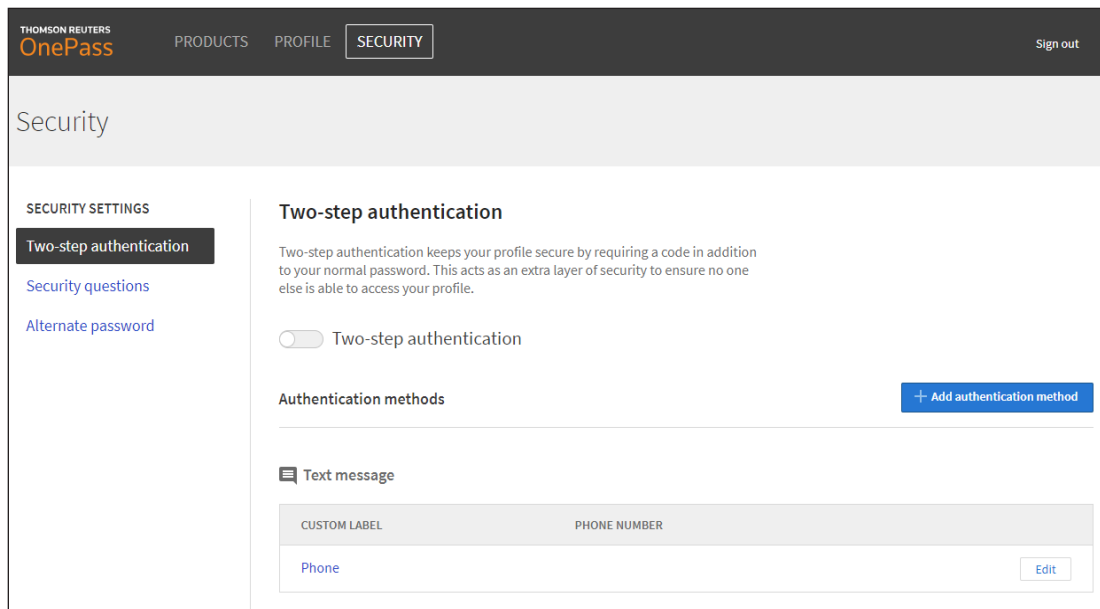 THOMSON REUTERS
OnePass
PRODUCTS PROFILE SECURITY
Sign out
Security
SECURITY SETTINGS
Two-step authentication
Security questions
Alternate password
Two-step authentication
Two-step authentication keeps your profile secure by requiring a code in addition
to your normal password. This acts as an extra layer of security to ensure no one
else is able to access your profile.
Two-step authentication
Authentication methods
Add authentication method
Text message
CUSTOM LABEL PHONE NUMBER
Phone Edit